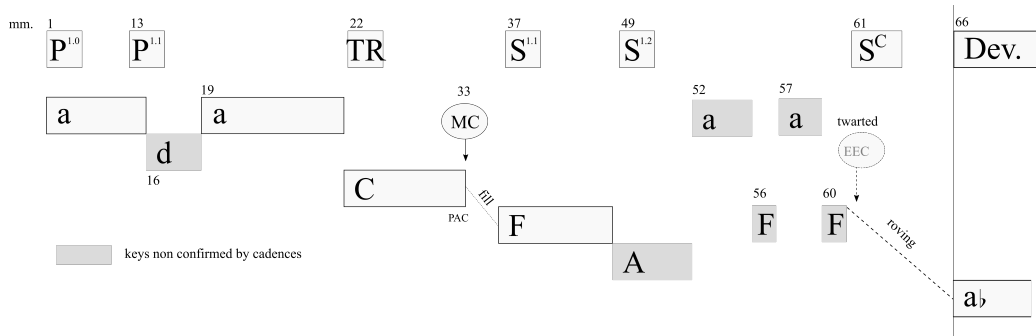 mm. 1 13 22 37 49 61 66
P1.0 P1.1 TR S1.1 S1.2 SC Dev.
19 33 52 57
a a MC a a twarted
d EEC
16
C fill 56 60
PAC F F F roving
keys non confirmed by cadences A
a♭